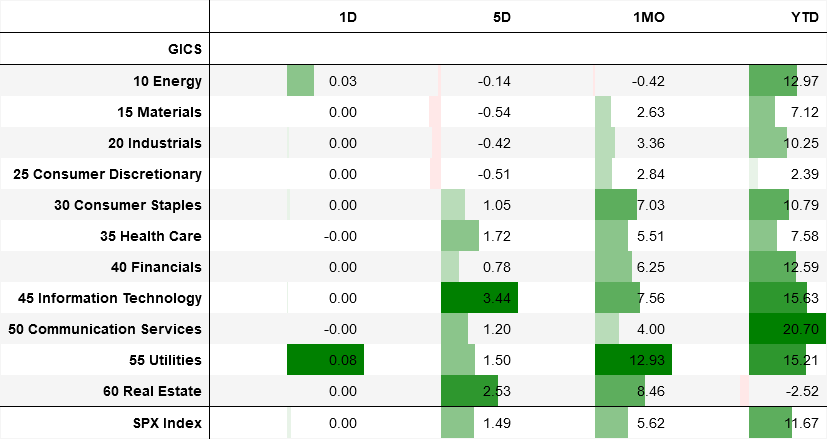 1D 5D 1MO YTD
GICS
10 Energy 0.03 -0.14 -0.42 12.97
15 Materials 0.00 -0.54 2.63 7.12
20 Industrials 0.00 -0.42 3.36 10.25
25 Consumer Discretionary 0.00 -0.51 2.84 2.39
30 Consumer Staples 0.00 1.05 7.03 10.79
35 Health Care -0.00 1.72 5.51 7.58
40 Financials 0.00 0.78 6.25 12.59
45 Information Technology 0.00 3.44 7.56 15.63
50 Communication Services -0.00 1.20 4.00 20.70
55 Utilities 0.08 1.50 12.93 15.21
60 Real Estate 0.00 2.53 8.46 -2.52
SPX Index 0.00 1.49 5.62 11.67